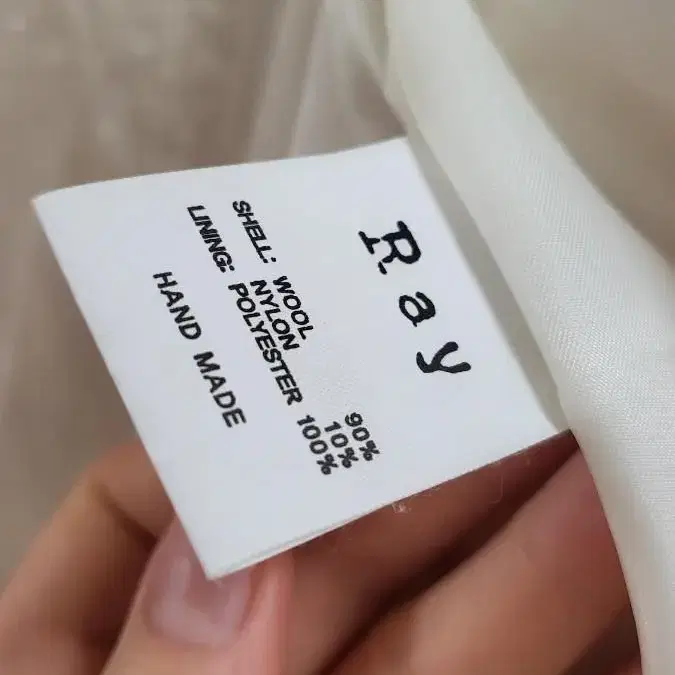 Ray
SHELL: WOOL 90%
NYLON 10%
LINING: POLYESTER 100%
HAND MADE